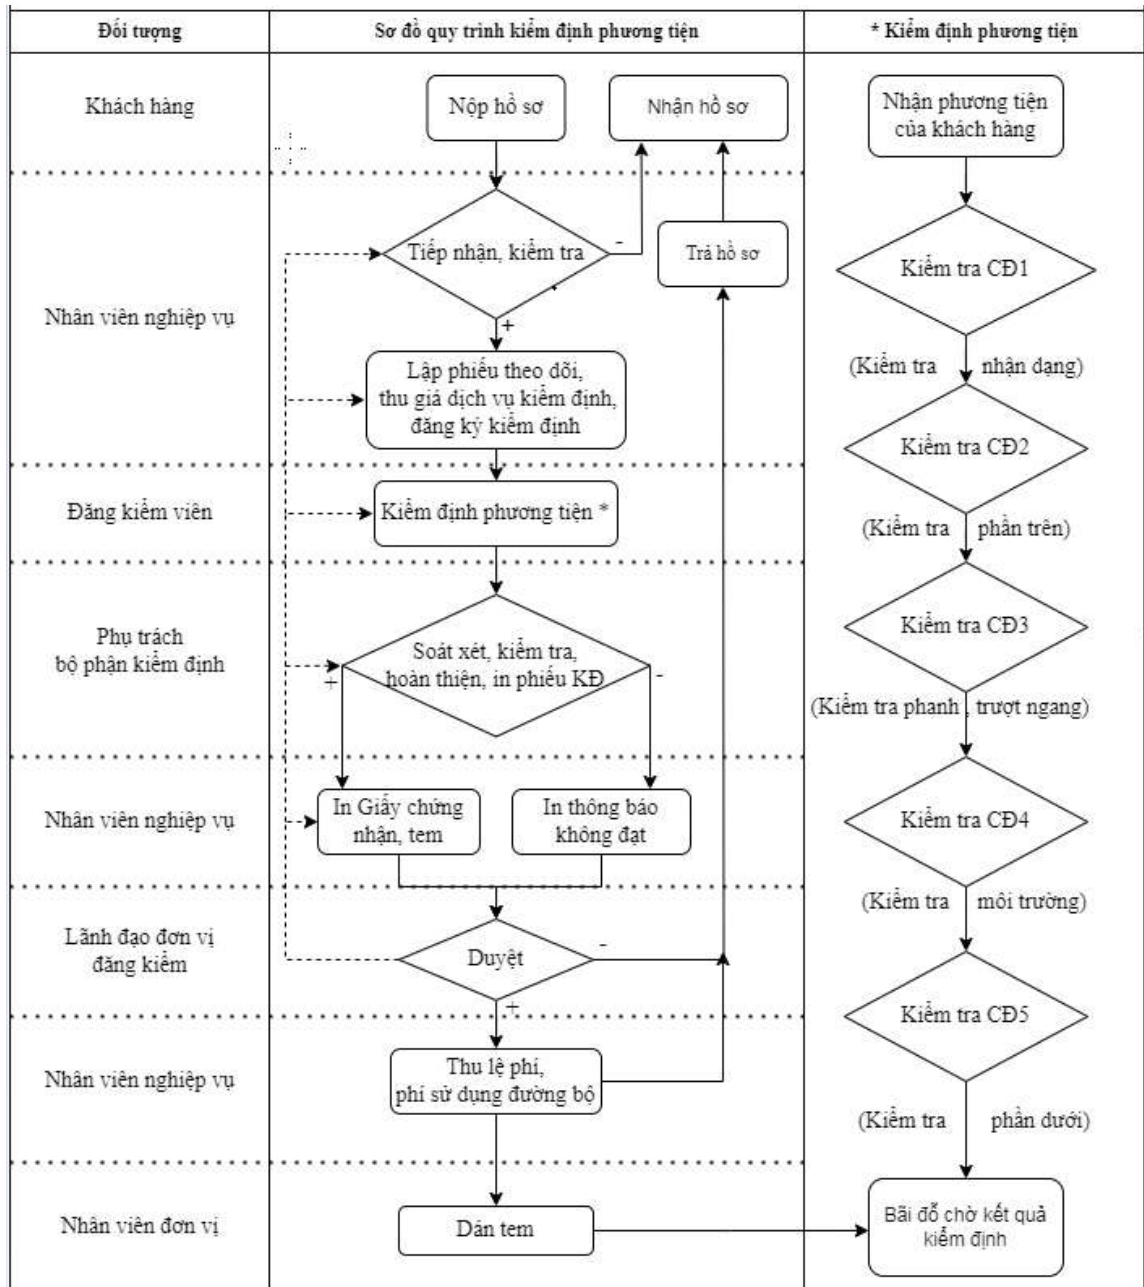 Đối tượng
Sơ đồ quy trình kiểm định phương tiện
* Kiểm định phương tiện
Khách hàng
Nộp hồ sơ
Nhận hồ sơ
Nhận phương tiện
của khách hàng
Nhân viên nghiệp vụ
Tiếp nhận, kiểm tra
-
Trả hồ sơ
+
Lập phiếu theo dõi,
thu giá dịch vụ kiểm định,
đăng ký kiểm định
Đăng kiểm viên
Kiểm định phương tiện *
Phụ trách
bộ phận kiểm định
Soát xét, kiểm tra,
hoàn thiện, in phiếu KĐ
+
-
Nhân viên nghiệp vụ
In Giấy chứng
nhận, tem
In thông báo
không đạt
Lãnh đạo đơn vị
đăng kiểm
Duyệt
-
+
Nhân viên nghiệp vụ
Thu lệ phí,
phí sử dụng đường bộ
Nhân viên đơn vị
Dán tem
Kiểm tra CĐ1
(Kiểm tra nhận dạng)
Kiểm tra CĐ2
(Kiểm tra phần trên)
Kiểm tra CĐ3
(Kiểm tra phanh , trượt ngang)
Kiểm tra CĐ4
(Kiểm tra môi trường)
Kiểm tra CĐ5
(Kiểm tra phần dưới)
Bãi đỗ chờ kết quả
kiểm định